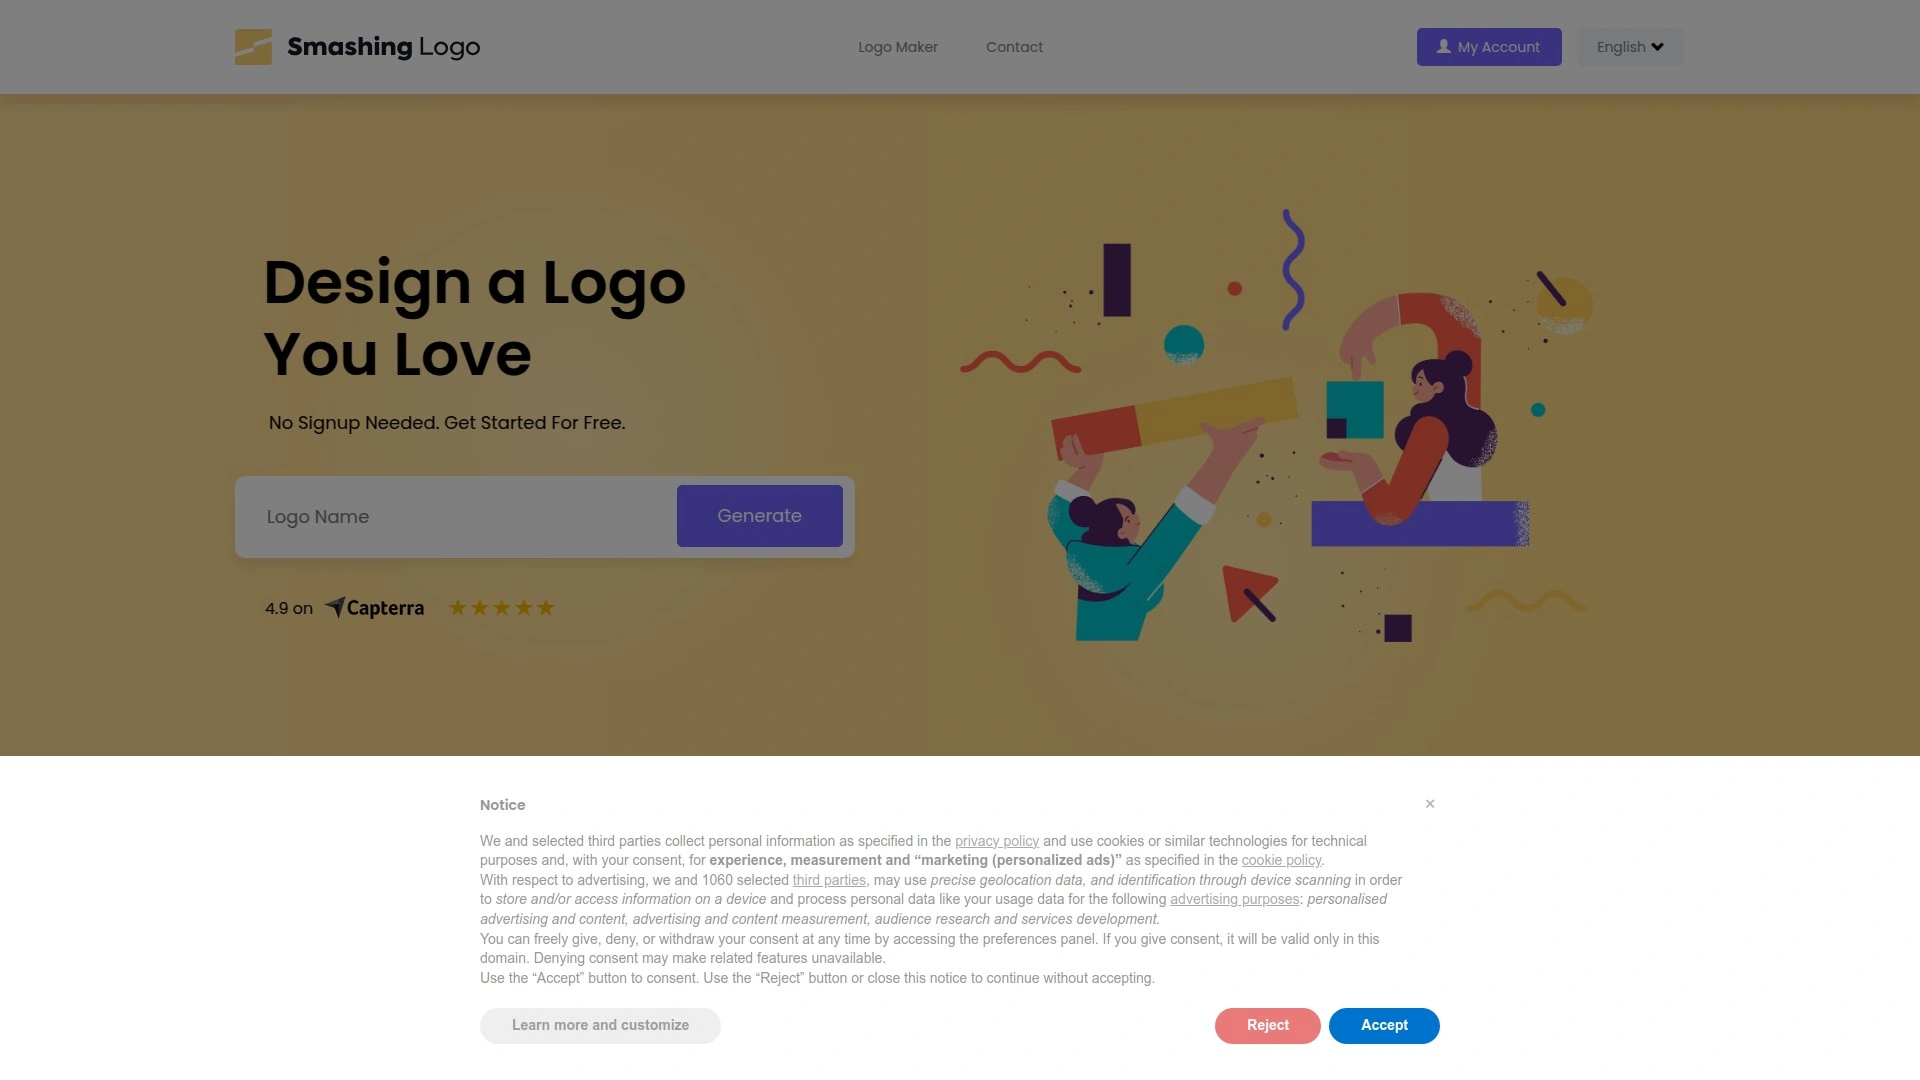 Smashing Logo
Logo Maker
Contact
My Account
English
Design a Logo
You Love
No Signup Needed. Get Started For Free.
Logo Name
Generate
4.9 on Capterra
Notice
×
We and selected third parties collect personal information as specified in the privacy policy and use cookies or similar technologies for technical
purposes and, with your consent, for experience, measurement and “marketing (personalized ads)” as specified in the cookie policy.
With respect to advertising, we and 1060 selected third parties, may use precise geolocation data, and identification through device scanning in order
to store and/or access information on a device and process personal data like your usage data for the following advertising purposes: personalised
advertising and content, advertising and content measurement, audience research and services development.
You can freely give, deny, or withdraw your consent at any time by accessing the preferences panel. If you give consent, it will be valid only in this
domain. Denying consent may make related features unavailable.
Use the “Accept” button to consent. Use the “Reject” button or close this notice to continue without accepting.
Learn more and customize
Reject
Accept